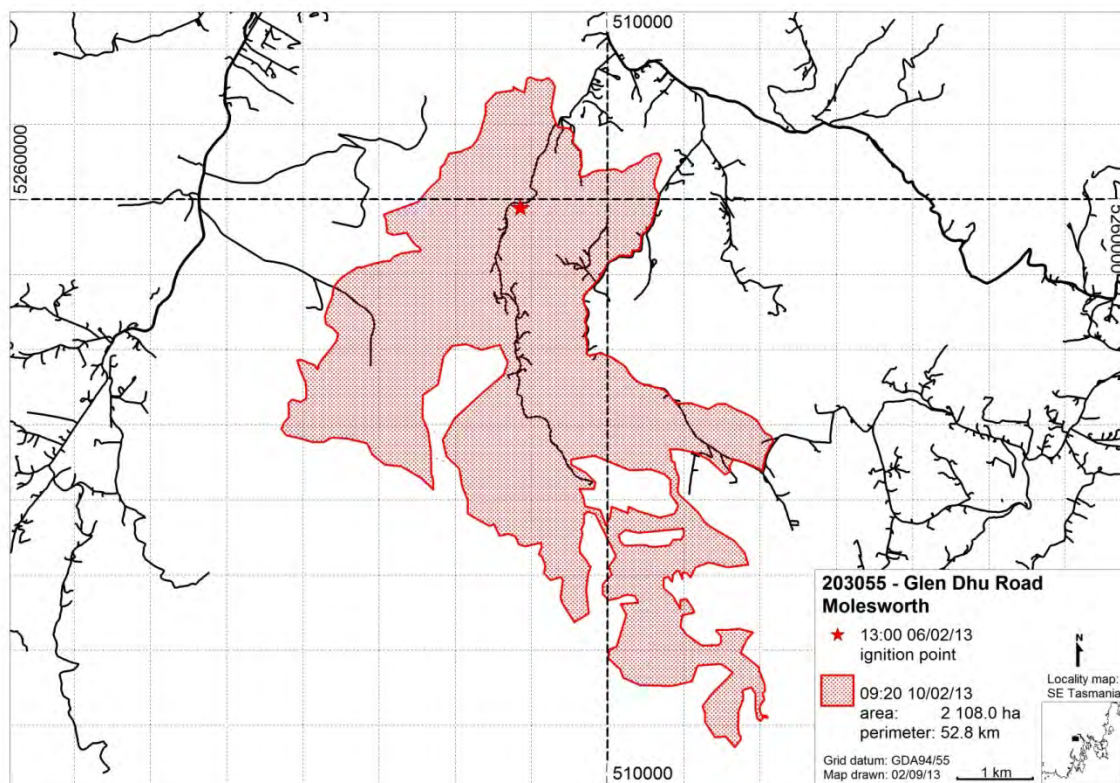 510000
5260000
5260000
203055 - Glen Dhu Road
Molesworth
13:00 06/02/13
ignition point
09:20 10/02/13
area: 2 108.0 ha
perimeter: 52.8 km
Grid datum: GDA94/55
Map drawn: 02/09/13
1 km
N
Locality map:
SE Tasmania
510000